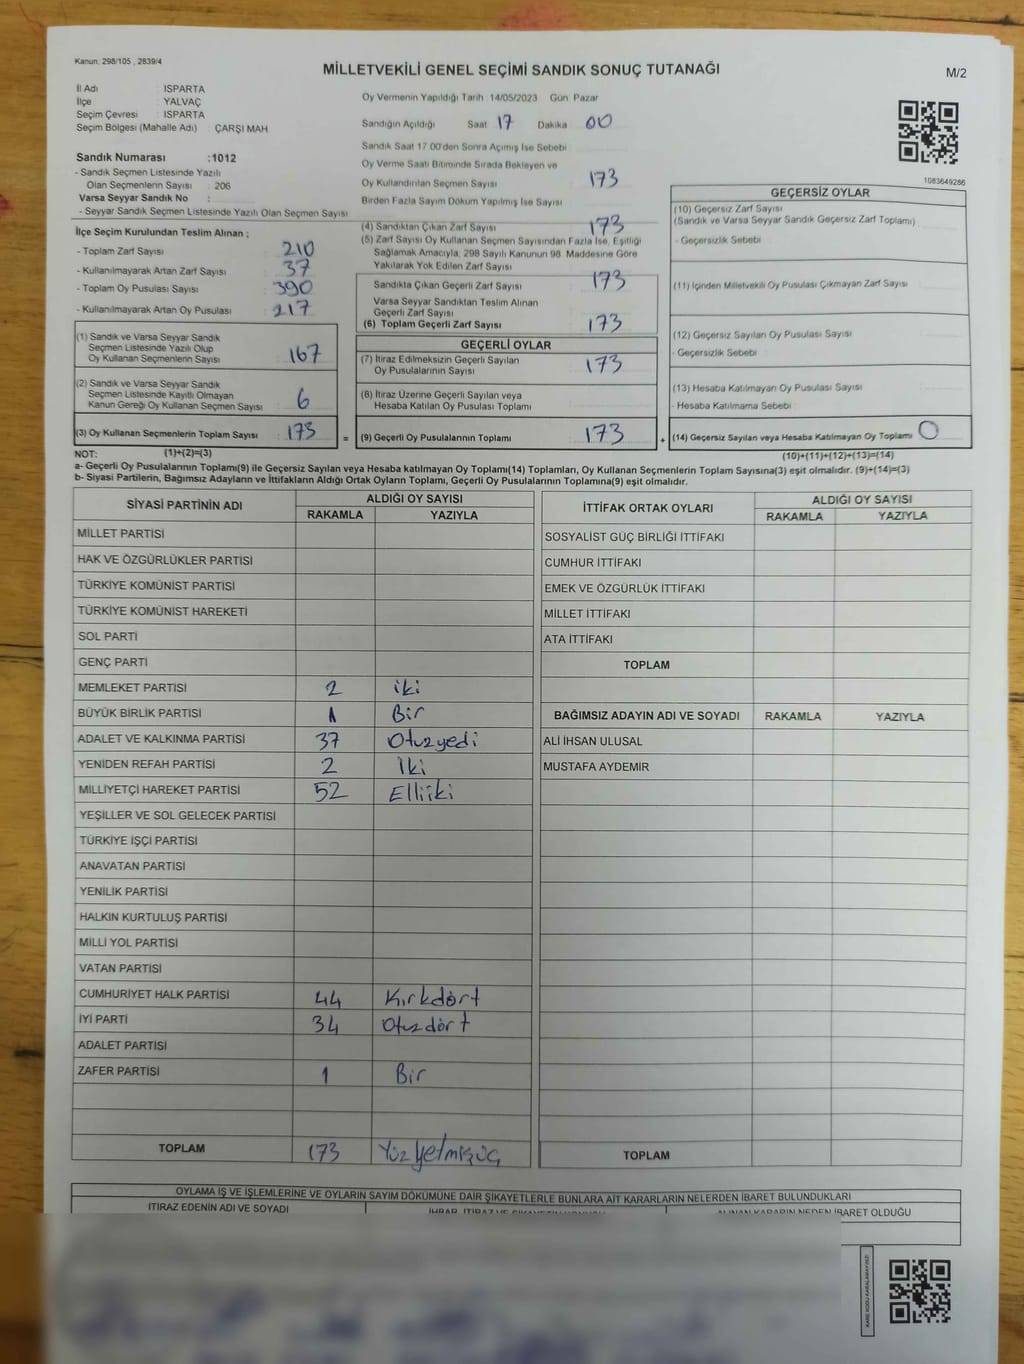 Kanun: 298/105 , 2839/4
MİLLETVEKİLİ GENEL SEÇİMİ SANDIK SONUÇ TUTANAĞI
M/2
İl Adı : ISPARTA
İlçe : YALVAÇ
Seçim Çevresi : ISPARTA
Seçim Bölgesi (Mahalle Adı) : ÇARŞI MAH
Sandık Numarası :1012
- Sandık Seçmen Listesinde Yazılı
Olan Seçmenlerin Sayısı : 206
Varsa Seyyar Sandık No :
- Seyyar Sandık Seçmen Listesinde Yazılı Olan Seçmen Sayısı :
İlçe Seçim Kurulundan Teslim Alınan ;
- Toplam Zarf Sayısı : 210
- Kullanılmayarak Artan Zarf Sayısı : 37
- Toplam Oy Pusulası Sayısı : 390
- Kullanılmayarak Artan Oy Pusulası : 217
(1) Sandık ve Varsa Seyyar Sandık
Seçmen Listesinde Yazılı Olup
Oy Kullanan Seçmenlerin Sayısı : 167
(2) Sandık ve Varsa Seyyar Sandık
Seçmen Listesinde Kayıtlı Olmayan
Kanun Gereği Oy Kullanan Seçmen Sayısı : 6
(3) Oy Kullanan Seçmenlerin Toplam Sayısı : 173 =
Oy Vermenin Yapıldığı Tarih :14/05/2023 Gün: Pazar
Sandığın Açıldığı Saat 17 Dakika 00
Sandık Saat 17:00'den Sonra Açımış İse Sebebi
Oy Verme Saati Bitiminde Sırada Bekleyen ve
Oy Kullandırılan Seçmen Sayısı 173
Birden Fazla Sayım Döküm Yapılmış İse Sayısı
(4) Sandıktan Çıkan Zarf Sayısı 173
(5) Zarf Sayısı Oy Kullanan Seçmen Sayısından Fazla İse, Eşitliği
Sağlamak Amacıyla; 298 Sayılı Kanunun 98. Maddesine Göre
Yakılarak Yok Edilen Zarf Sayısı
Sandıkta Çıkan Geçerli Zarf Sayısı 173
Varsa Seyyar Sandıktan Teslim Alınan
Geçerli Zarf Sayısı
(6) Toplam Geçerli Zarf Sayısı 173
GEÇERLİ OYLAR
(7) İtiraz Edilmeksizin Geçerli Sayılan
Oy Pusulalarının Sayısı 173
(8) İtiraz Üzerine Geçerli Sayılan veya
Hesaba Katılan Oy Pusulası Toplamı
(9) Geçerli Oy Pusulalarının Toplamı 173 +
1083649286
GEÇERSİZ OYLAR
(10) Geçersiz Zarf Sayısı
(Sandık ve Varsa Seyyar Sandık Geçersiz Zarf Toplamı)
- Geçersizlik Sebebi
(11) İçinden Milletvekili Oy Pusulası Çıkmayan Zarf Sayısı
(12) Geçersiz Sayılan Oy Pusulası Sayısı
- Geçersizlik Sebebi
(13) Hesaba Katılmayan Oy Pusulası Sayısı
- Hesaba Katılmama Sebebi
(14) Geçersiz Sayılan veya Hesaba Katılmayan Oy Toplamı 0
NOT: (1)+(2)=(3) (10)+(11)+(12)+(13)=(14)
a- Geçerli Oy Pusulalarının Toplamı(9) ile Geçersiz Sayılan veya Hesaba katılmayan Oy Toplamı(14) Toplamları, Oy Kullanan Seçmenlerin Toplam Sayısına(3) eşit olmalıdır. (9)+(14)=(3)
b- Siyasi Partilerin, Bağımsız Adayların ve İttifakların Aldığı Ortak Oyların Toplamı, Geçerli Oy Pusulalarının Toplamına(9) eşit olmalıdır.
SİYASİ PARTİNİN ADI ALDIĞI OY SAYISI
RAKAMLA YAZIYLA
MİLLET PARTİSİ
HAK VE ÖZGÜRLÜKLER PARTİSİ
TÜRKİYE KOMÜNİST PARTİSİ
TÜRKİYE KOMÜNİST HAREKETİ
SOL PARTİ
GENÇ PARTİ
MEMLEKET PARTİSİ 2 iki
BÜYÜK BİRLİK PARTİSİ 1 Bir
ADALET VE KALKINMA PARTİSİ 37 Otuzyedi
YENİDEN REFAH PARTİSİ 2 İki
MİLLİYETÇİ HAREKET PARTİSİ 52 Elliiki
YEŞİLLER VE SOL GELECEK PARTİSİ
TÜRKİYE İŞÇİ PARTİSİ
ANAVATAN PARTİSİ
YENİLİK PARTİSİ
HALKIN KURTULUŞ PARTİSİ
MİLLİ YOL PARTİSİ
VATAN PARTİSİ
CUMHURİYET HALK PARTİSİ 44 Kırkdört
İYİ PARTİ 34 Otuzdört
ADALET PARTİSİ
ZAFER PARTİSİ 1 Bir
TOPLAM 173 Yüzyetmişüç
İTTİFAK ORTAK OYLARI ALDIĞI OY SAYISI
RAKAMLA YAZIYLA
SOSYALİST GÜÇ BİRLİĞİ İTTİFAKI
CUMHUR İTTİFAKI
EMEK VE ÖZGÜRLÜK İTTİFAKI
MİLLET İTTİFAKI
ATA İTTİFAKI
TOPLAM
BAĞIMSIZ ADAYIN ADI VE SOYADI RAKAMLA YAZIYLA
ALİ İHSAN ULUSAL
MUSTAFA AYDEMİR
TOPLAM
OYLAMA İŞ VE İŞLEMLERİNE VE OYLARIN SAYIM DÖKÜMÜNE DAİR ŞİKAYETLERLE BUNLARA AİT KARARLARIN NELERDEN İBARET BULUNDUKLARI
İTİRAZ EDENİN ADI VE SOYADI
ALINAN KARARIN NEDEN İBARET OLDUĞU
KARE KODU KARALAMAYINIZ!